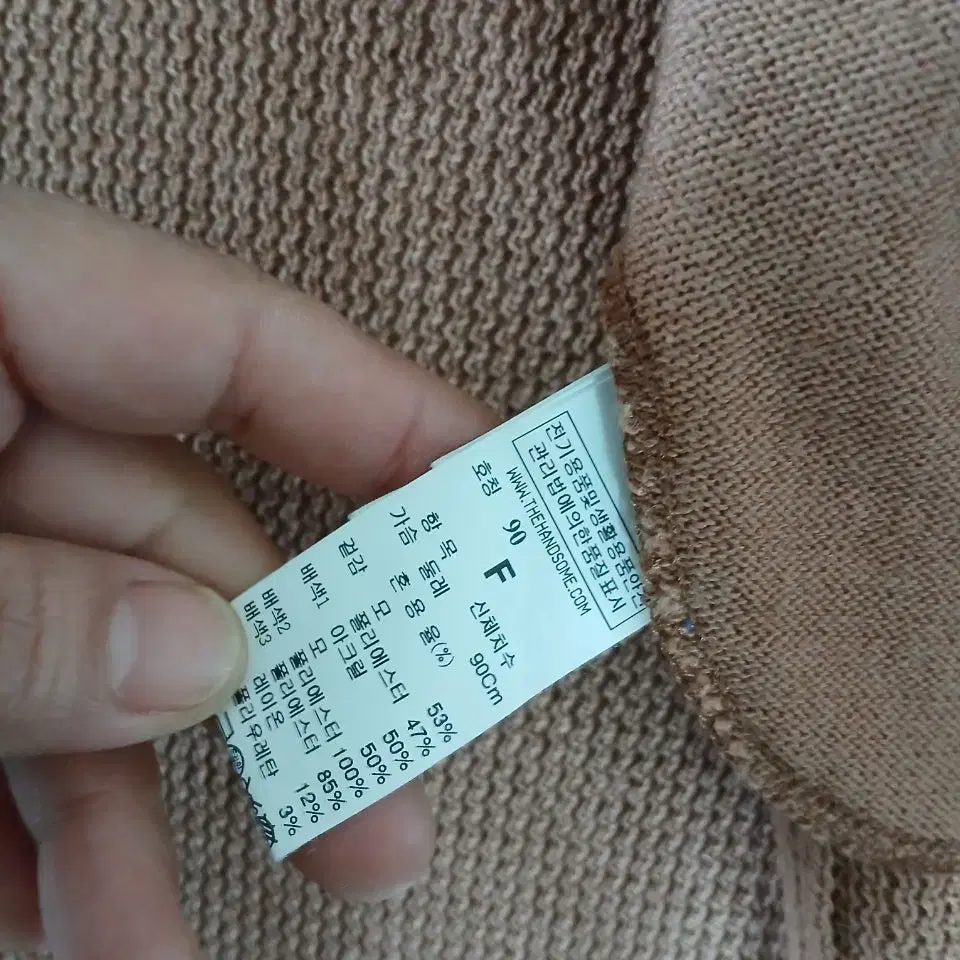 전기용품및생활용품안전
관리법에의한품질표시
WWW.THEHANDSOME.COM
호칭 90 F
항 목 신체치수
가슴 둘레 90Cm
혼 용 율(%)
겉감 모 53%
폴리에스터 47%
배색1 아크릴 50%
모 50%
배색2 폴리에스터 100%
배색3 폴리에스터 85%
레이온 12%
폴리우레탄 3%